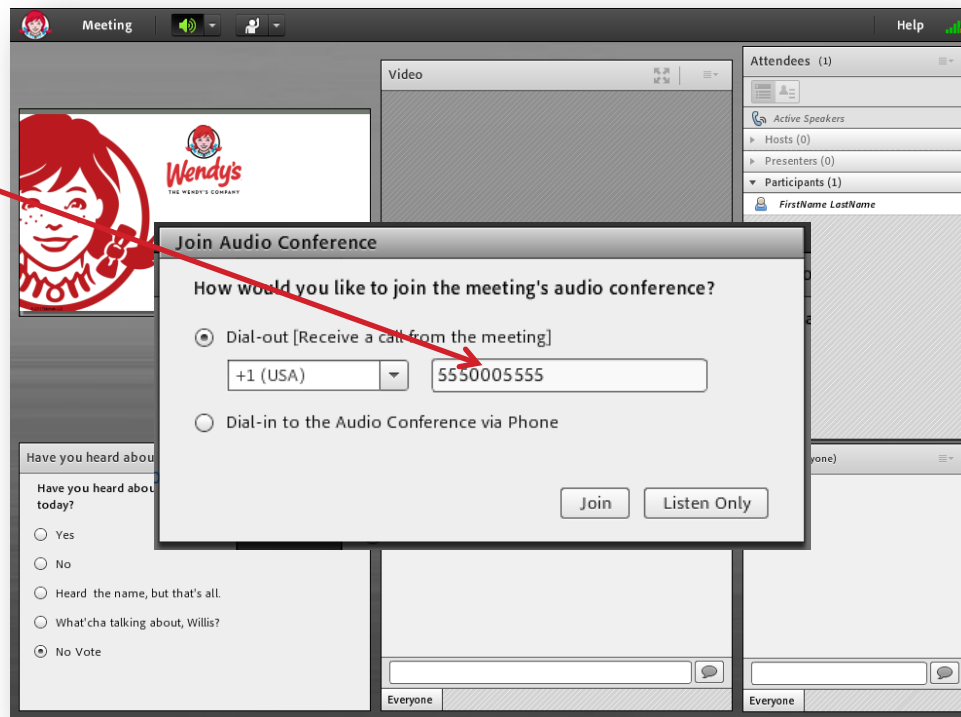 Meeting
Help
Video
Attendees (1)
Active Speakers
Hosts (0)
Presenters (0)
Participants (1)
FirstName LastName
Wendy's
THE WENDY'S COMPANY
MOM
Join Audio Conference
How would you like to join the meeting's audio conference?
Dial-out [Receive a call from the meeting]
+1 (USA)
5550005555
Dial-in to the Audio Conference via Phone
Join
Listen Only
Have you heard abou
Have you heard abou
today?
Yes
No
Heard the name, but that's all.
What'cha talking about, Willis?
No Vote
Everyone
yone)
Everyone